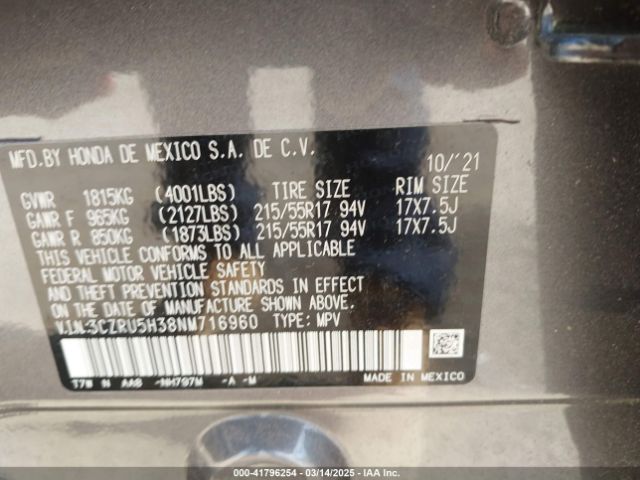 MFD.BY HONDA DE MEXICO S.A. DE C.V.
10/'21
GVWR 1815KG (4001LBS) TIRE SIZE RIM SIZE
GAWR F 965KG (2127LBS) 215/55R17 94V 17X7.5J
GAWR R 850KG (1873LBS) 215/55R17 94V 17X7.5J
THIS VEHICLE CONFORMS TO ALL APPLICABLE
FEDERAL MOTOR VEHICLE SAFETY
AND THEFT PREVENTION STANDARDS IN EFFECT
ON THE DATE OF MANUFACTURE SHOWN ABOVE.
V.I.N:3CZRU5H38NM716960 TYPE: MPV
T7W N AA8 -NH797M -A -M MADE IN MEXICO
000-41796254 — 03/14/2025 — IAA Inc.